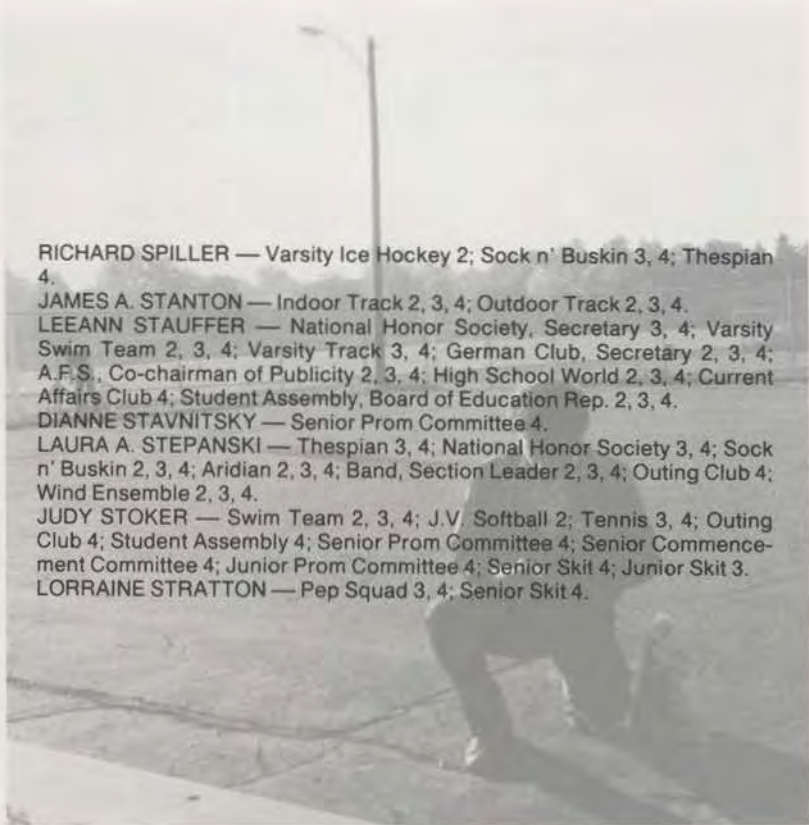 RICHARD SPILLER — Varsity Ice Hockey 2; Sock n' Buskin 3, 4; Thespian
4.
JAMES A. STANTON — Indoor Track 2, 3, 4; Outdoor Track 2, 3, 4.
LEEANN STAUFFER — National Honor Society, Secretary 3, 4; Varsity
Swim Team 2, 3, 4; Varsity Track 3, 4; German Club, Secretary 2, 3, 4;
A.F.S., Co-chairman of Publicity 2, 3, 4; High School World 2, 3, 4; Current
Affairs Club 4; Student Assembly, Board of Education Rep. 2, 3, 4.
DIANNE STAVNITSKY — Senior Prom Committee 4.
LAURA A. STEPANSKI — Thespian 3, 4; National Honor Society 3, 4; Sock
n' Buskin 2, 3, 4; Aridian 2, 3, 4; Band, Section Leader 2, 3, 4; Outing Club 4;
Wind Ensemble 2, 3, 4.
JUDY STOKER — Swim Team 2, 3, 4; J.V. Softball 2; Tennis 3, 4; Outing
Club 4; Student Assembly 4; Senior Prom Committee 4; Senior Commence-
ment Committee 4; Junior Prom Committee 4; Senior Skit 4; Junior Skit 3.
LORRAINE STRATTON — Pep Squad 3, 4; Senior Skit 4.